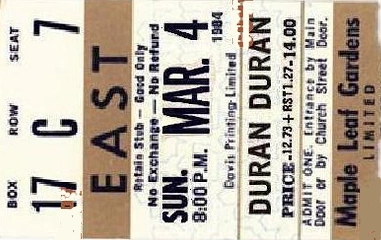 BOX ROW SEAT
17 C 7
EAST
Retain Stub — Good Only
No Exchange — No Refund
SUN. MAR. 4
8:00 P.M. 1984
Davis Printing Limited
DURAN DURAN
PRICE-12.73+RST1.27-14.00
ADMIT ONE. Entrance by Main
Door or by Church Street Door.
Maple Leaf Gardens
LIMITED